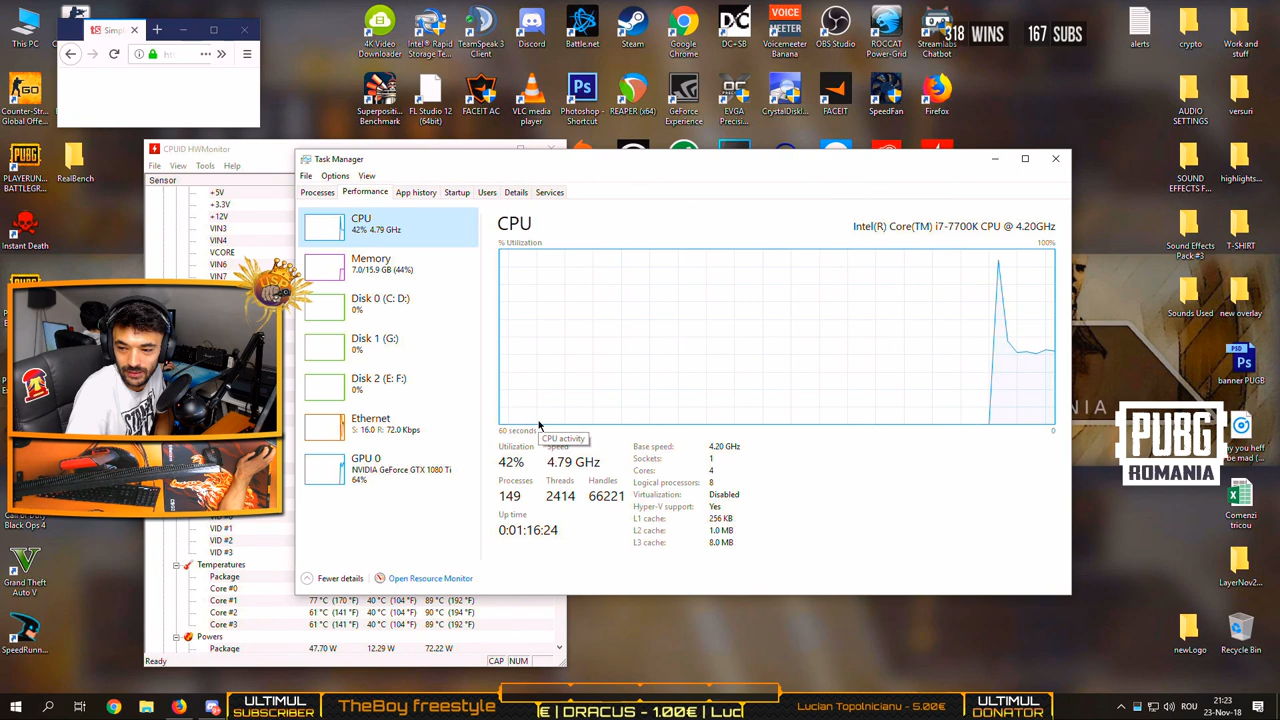 This PC
Simpl
4K Video
Downloader
Intel® Rapid
Storage Te...
TeamSpeak 3
Client
Discord
Battle.net
Steam
Google
Chrome
DC+SB
VOICE
MEETER
Voicemeeter
Banana
OBS Studio
ROCCAT
Power-Grid
Streamlabs
Chatbot
318 WINS
167 SUBS
alerts
crypto
Work and
stuff
Counter-Str...
Global Offe...
Superpositi...
Benchmark
FL Studio 12
(64bit)
FACEIT AC
VLC media
player
Photoshop -
Shortcut
REAPER (x64)
GeForce
Experience
EVGA
Precisi...
CrystalDiskI...
FACEIT
SpeedFan
Firefox
AUDIO
SETTINGS
versuri
PLAYERUN...
BATTLEGR...
RealBench
SOUND
EFFECTS F...
highlights...
Instant Death
Sound Effects
Pack #3
T-SHIRT
Sounds Used
new overlay
banner PUGB
PSD
PUBG
ROMANIA
Why you heff
be mad (...
Comenzi
tricou
LayerNov2...
newLogo
Recycle Bin
Black Ops 4
Grand Theft
Auto V
SpeedRunn...
CPUID HWMonitor
File View Tools Help
Sensor
+5V
+3.3V
+12V
VIN3
VIN4
VCORE
VIN6
VIN7
VID #1
VID #2
VID #3
Temperatures
Package
Core #0
Core #1 77 °C (170 °F) 40 °C (104 °F) 89 °C (192 °F)
Core #2 61 °C (141 °F) 40 °C (104 °F) 90 °C (194 °F)
Core #3 61 °C (141 °F) 40 °C (104 °F) 89 °C (192 °F)
Powers
Package 47.70 W 12.29 W 72.22 W
Ready CAP NUM
Task Manager
File Options View
Processes Performance App history Startup Users Details Services
CPU
42% 4.79 GHz
Memory
7.0/15.9 GB (44%)
Disk 0 (C: D:)
0%
Disk 1 (G:)
0%
Disk 2 (E: F:)
0%
Ethernet
S: 16.0 R: 72.0 Kbps
GPU 0
NVIDIA GeForce GTX 1080 Ti
64%
CPU
Intel(R) Core(TM) i7-7700K CPU @ 4.20GHz
% Utilization 100%
60 seconds 0
CPU activity
Utilization Speed
42% 4.79 GHz
Processes Threads Handles
149 2414 66221
Up time
0:01:16:24
Base speed: 4.20 GHz
Sockets: 1
Cores: 4
Logical processors: 8
Virtualization: Disabled
Hyper-V support: Yes
L1 cache: 256 KB
L2 cache: 1.0 MB
L3 cache: 8.0 MB
Fewer details Open Resource Monitor
ULTIMUL
SUBSCRIBER
TheBoy freestyle
€ | DRACUS - 1.00€ | Luci
Lucian Topolnicianu - 5.00€
ULTIMUL
DONATOR
ROU
21:23
23-Nov-18